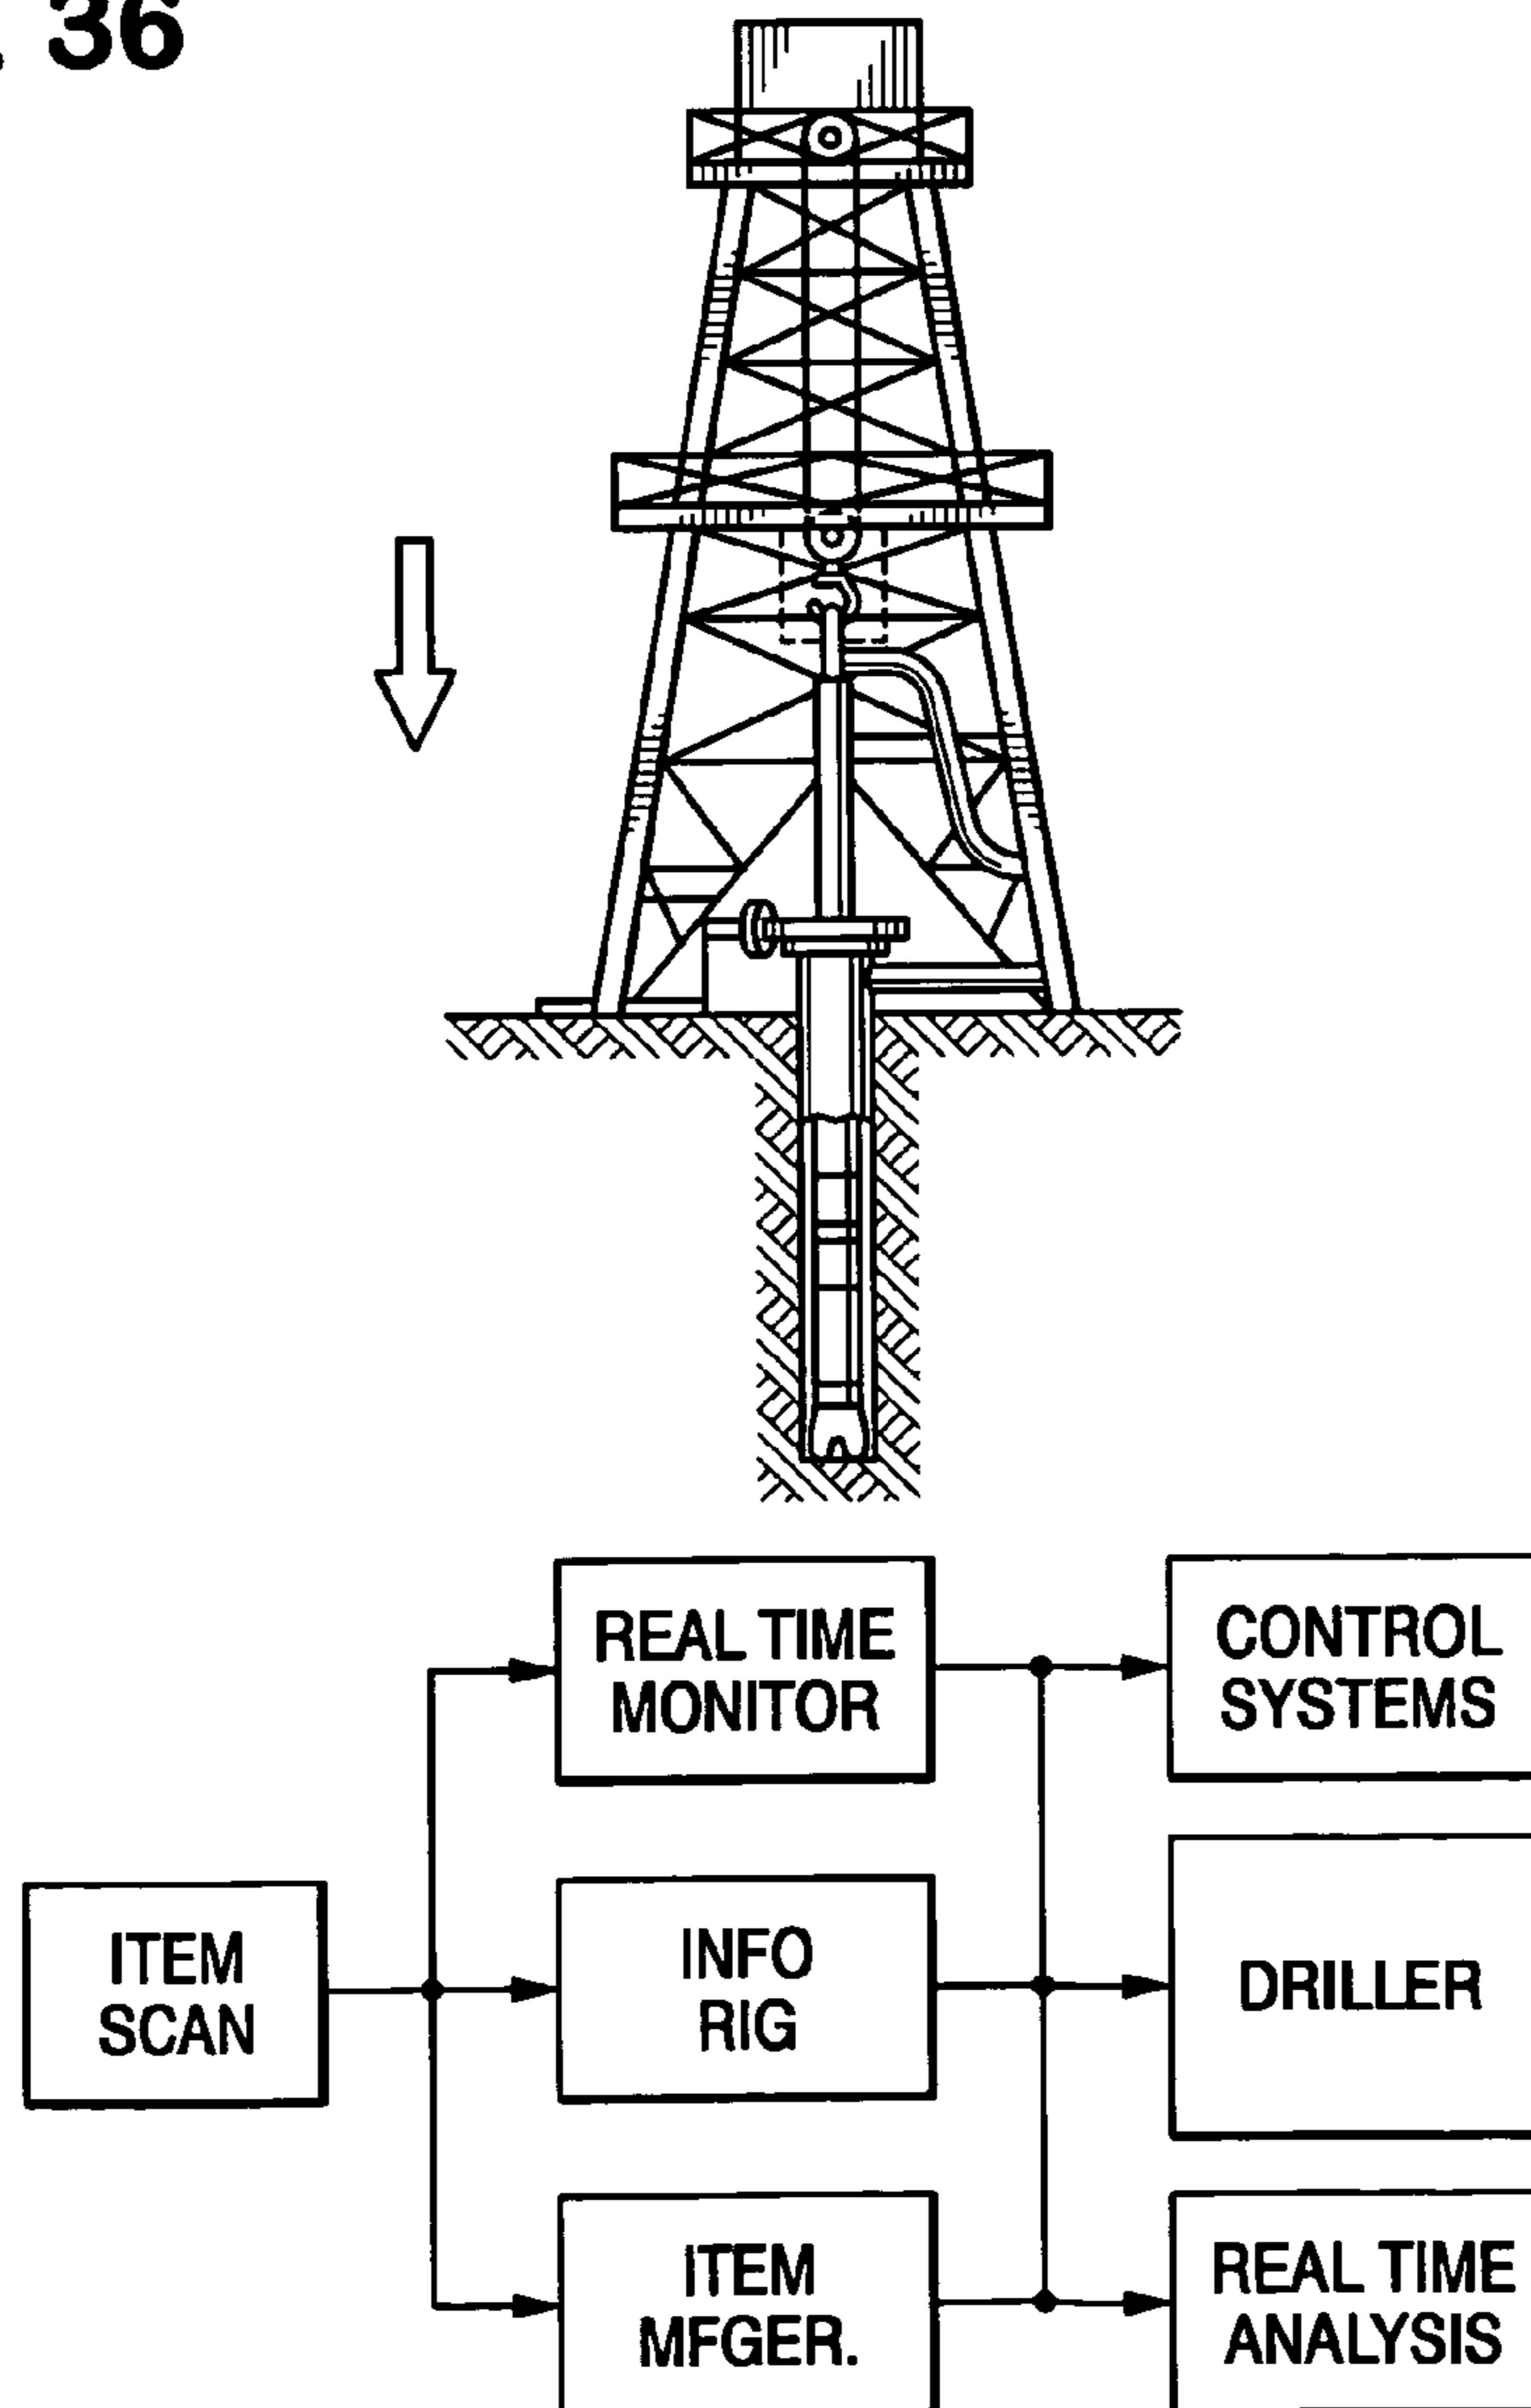 36
REAL TIME
MONITOR
CONTROL
SYSTEMS
ITEM
SCAN
INFO
RIG
DRILLER
ITEM
MFGER.
REAL TIME
ANALYSIS